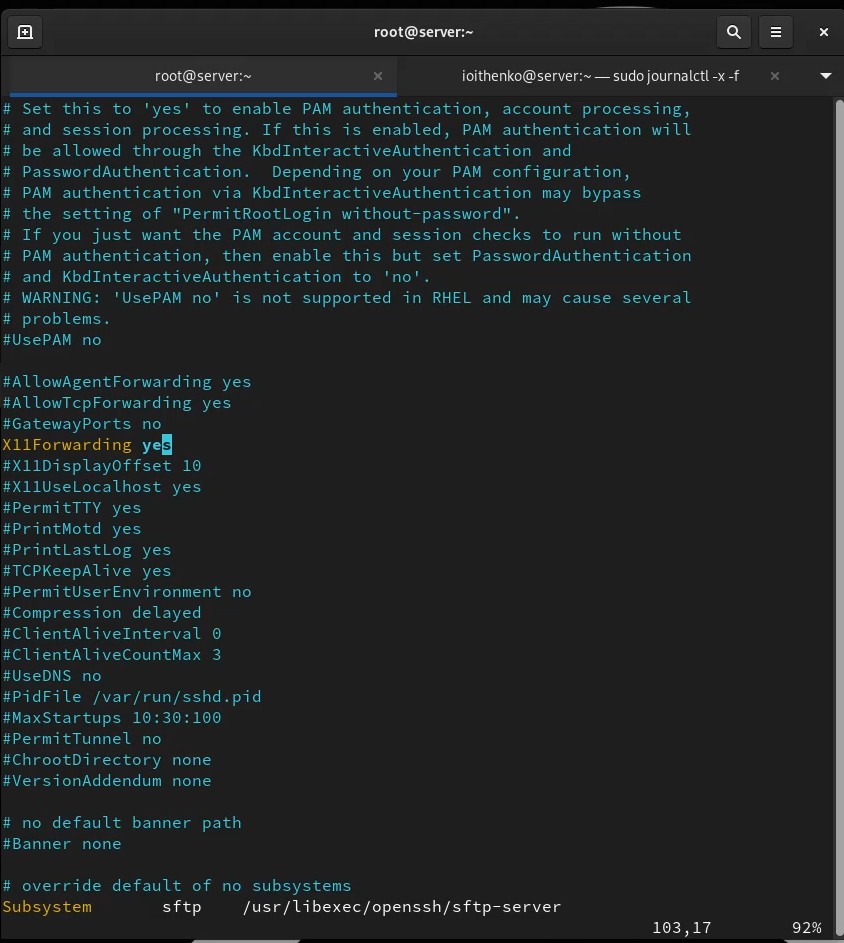 root@server:~
root@server:~
ioithenko@server:~ — sudo journalctl -x -f
# Set this to 'yes' to enable PAM authentication, account processing,
# and session processing. If this is enabled, PAM authentication will
# be allowed through the KbdInteractiveAuthentication and
# PasswordAuthentication.  Depending on your PAM configuration,
# PAM authentication via KbdInteractiveAuthentication may bypass
# the setting of "PermitRootLogin without-password".
# If you just want the PAM account and session checks to run without
# PAM authentication, then enable this but set PasswordAuthentication
# and KbdInteractiveAuthentication to 'no'.
# WARNING: 'UsePAM no' is not supported in RHEL and may cause several
# problems.
#UsePAM no
#AllowAgentForwarding yes
#AllowTcpForwarding yes
#GatewayPorts no
X11Forwarding yes
#X11DisplayOffset 10
#X11UseLocalhost yes
#PermitTTY yes
#PrintMotd yes
#PrintLastLog yes
#TCPKeepAlive yes
#PermitUserEnvironment no
#Compression delayed
#ClientAliveInterval 0
#ClientAliveCountMax 3
#UseDNS no
#PidFile /var/run/sshd.pid
#MaxStartups 10:30:100
#PermitTunnel no
#ChrootDirectory none
#VersionAddendum none
# no default banner path
#Banner none
# override default of no subsystems
Subsystem       sftp    /usr/libexec/openssh/sftp-server
103,17        92%